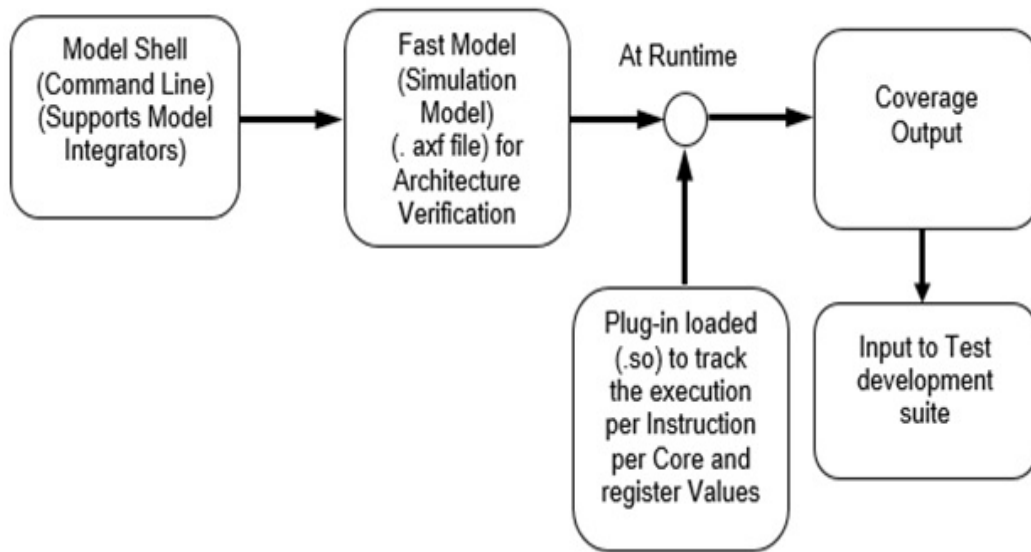 Model Shell
(Command Line)
(Supports Model
Integrators)
Fast Model
(Simulation
Model)
(. axf file) for
Architecture
Verification
At Runtime
Coverage
Output
Plug-in loaded
(.so) to track
the execution
per Instruction
per Core and
register Values
Input to Test
development
suite